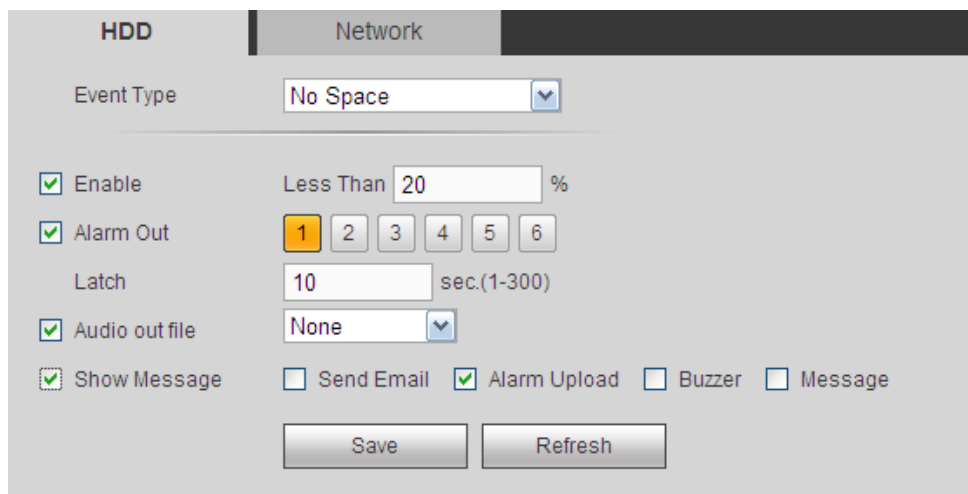 HDD Network
Event Type No Space
Enable Less Than 20 %
Alarm Out 1 2 3 4 5 6
Latch 10 sec.(1-300)
Audio out file None
Show Message Send Email Alarm Upload Buzzer Message
Save Refresh